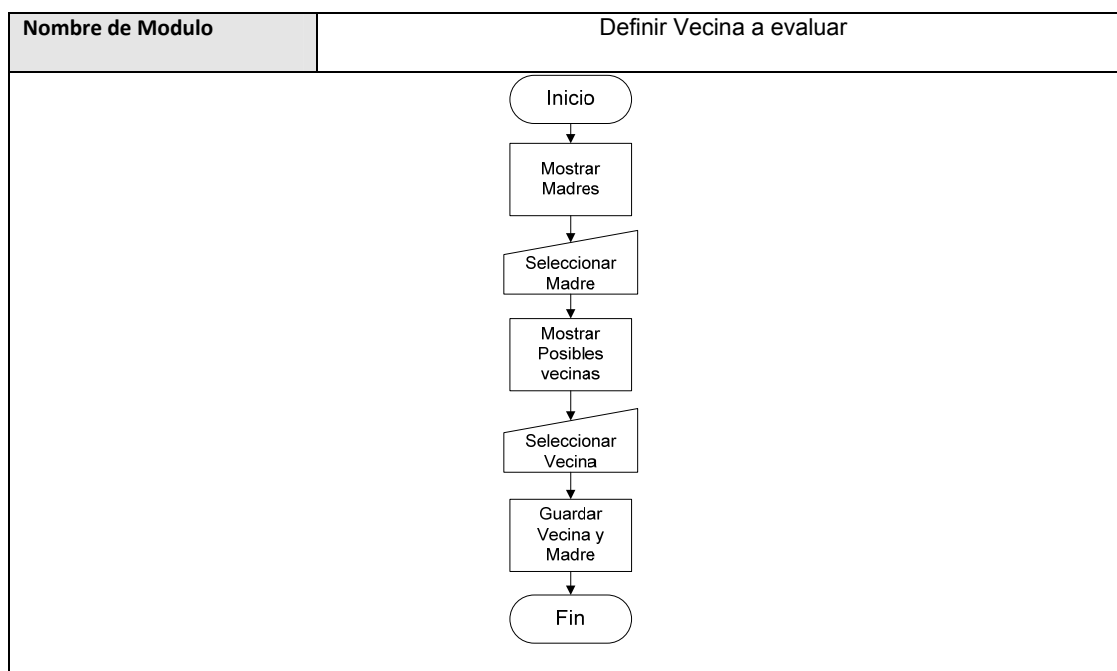 Nombre de Modulo
Definir Vecina a evaluar
Inicio
Mostrar
Madres
Seleccionar
Madre
Mostrar
Posibles
vecinas
Seleccionar
Vecina
Guardar
Vecina y
Madre
Fin